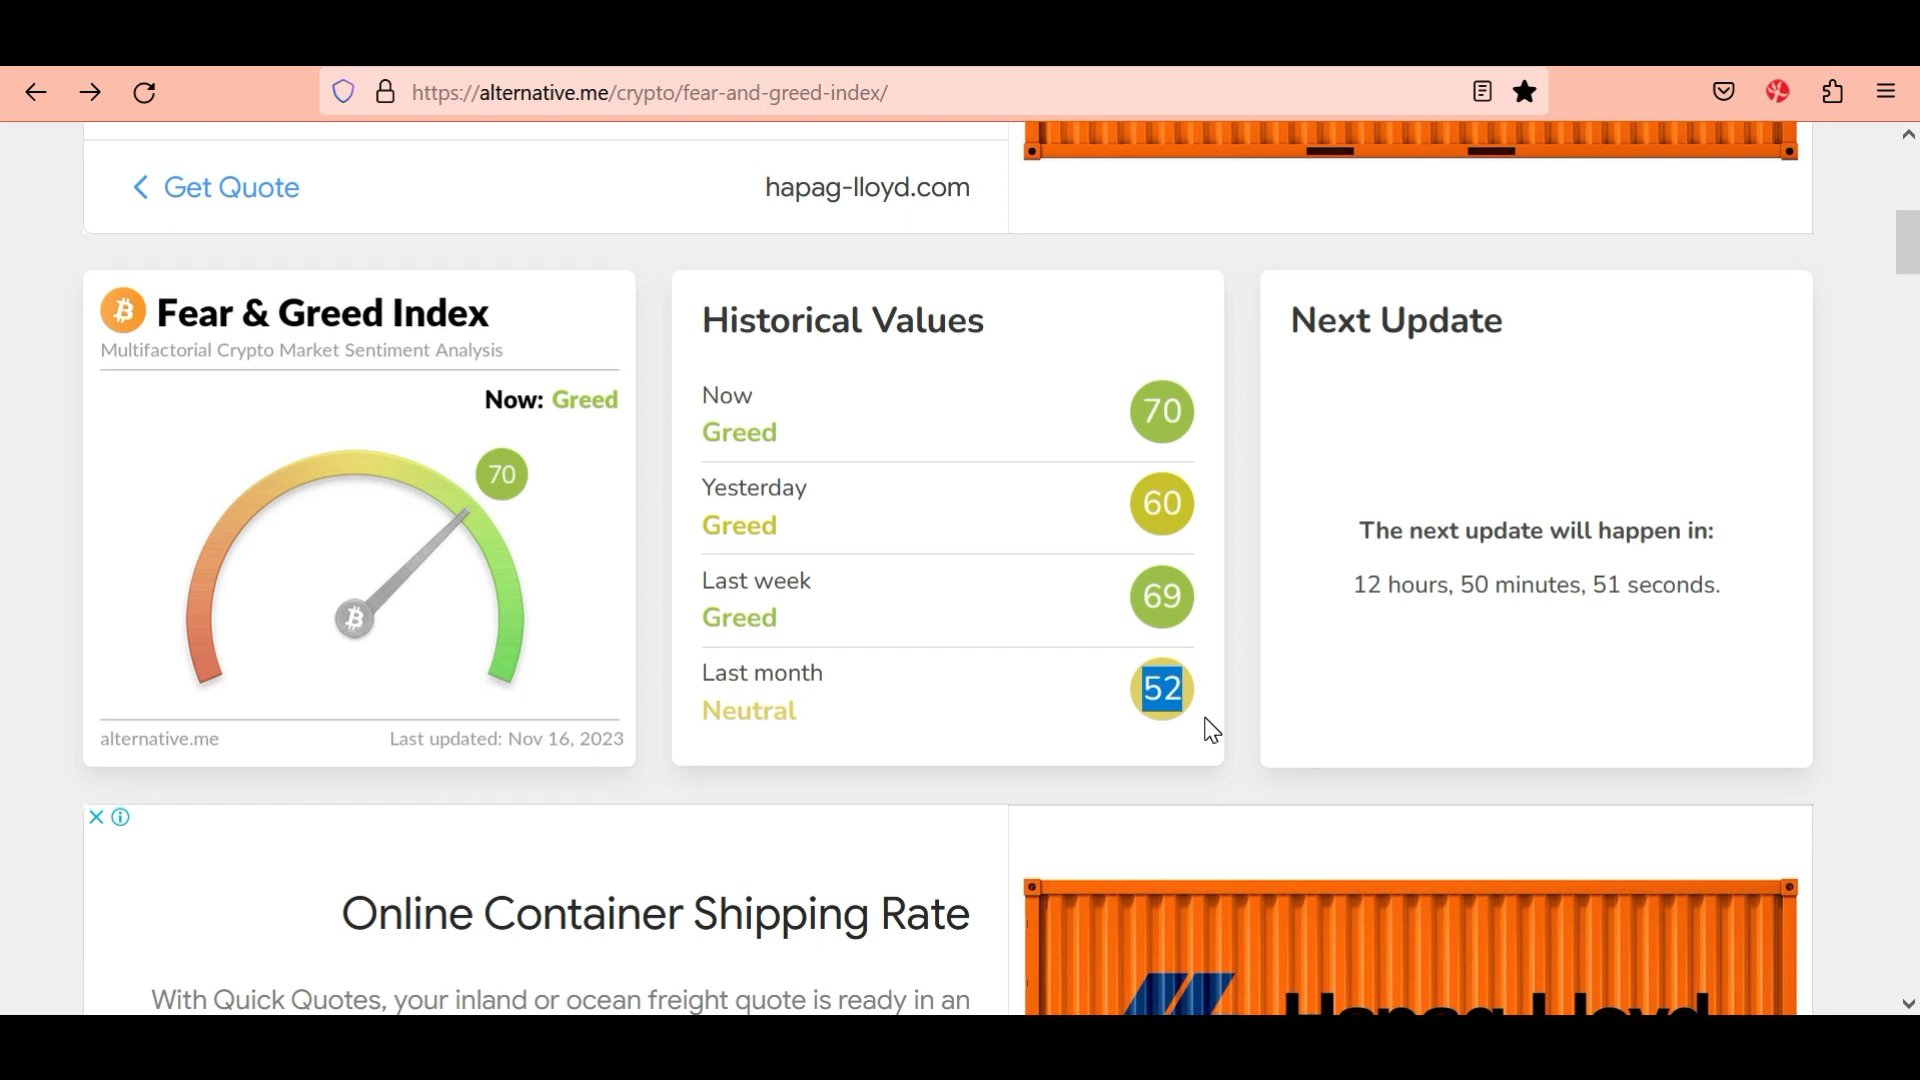 https://alternative.me/crypto/fear-and-greed-index/
Get Quote
hapag-lloyd.com
Fear & Greed Index
Multifactorial Crypto Market Sentiment Analysis
Now: Greed
70
alternative.me
Last updated: Nov 16, 2023
Historical Values
Now
Greed
70
Yesterday
Greed
60
Last week
Greed
69
Last month
Neutral
52
Next Update
The next update will happen in:
12 hours, 50 minutes, 51 seconds.
Online Container Shipping Rate
With Quick Quotes, your inland or ocean freight quote is ready in an
Hapag-Lloyd